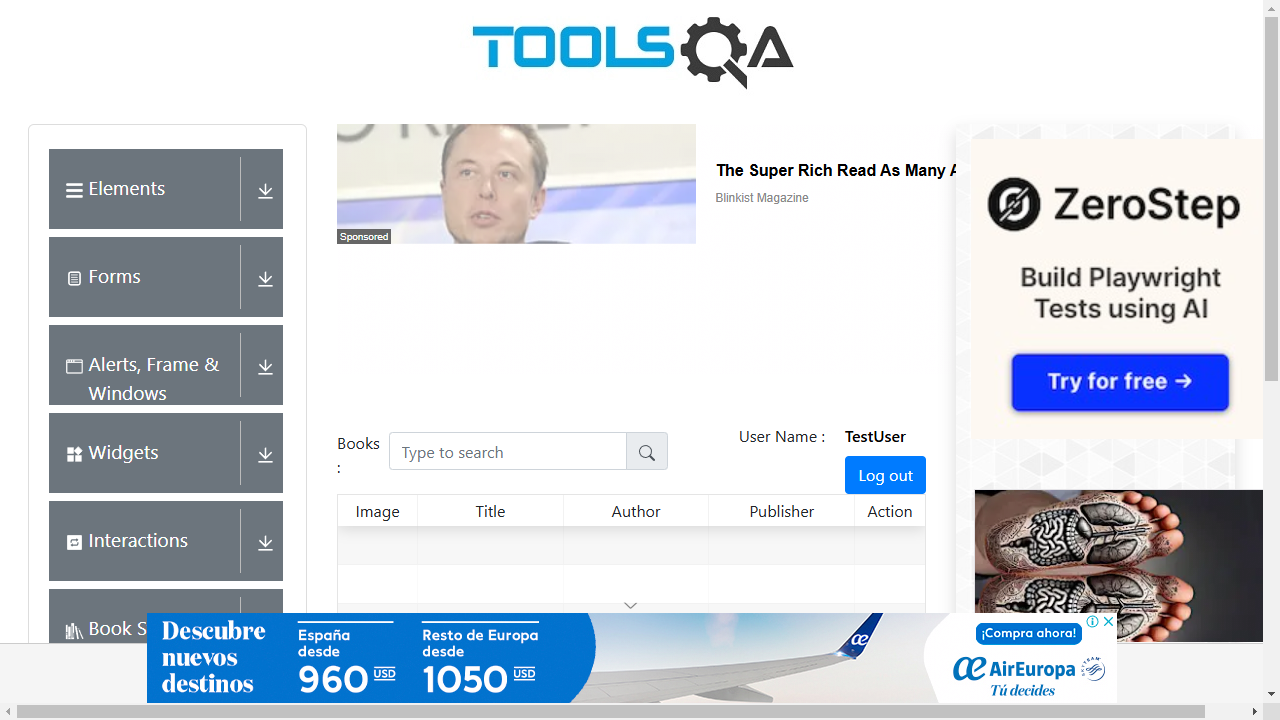 TOOLSQA
Elements
Forms
Alerts, Frame &
Windows
Widgets
Interactions
Book S
Sponsored
The Super Rich Read As Many A
Blinkist Magazine
Books
:
Type to search
User Name :
TestUser
Log out
Image
Title
Author
Publisher
Action
ZeroStep
Build Playwright
Tests using AI
Try for free →
Descubre
nuevos
destinos
España
desde
960 USD
Resto de Europa
desde
1050 USD
¡Compra ahora!
AirEuropa
Tú decides